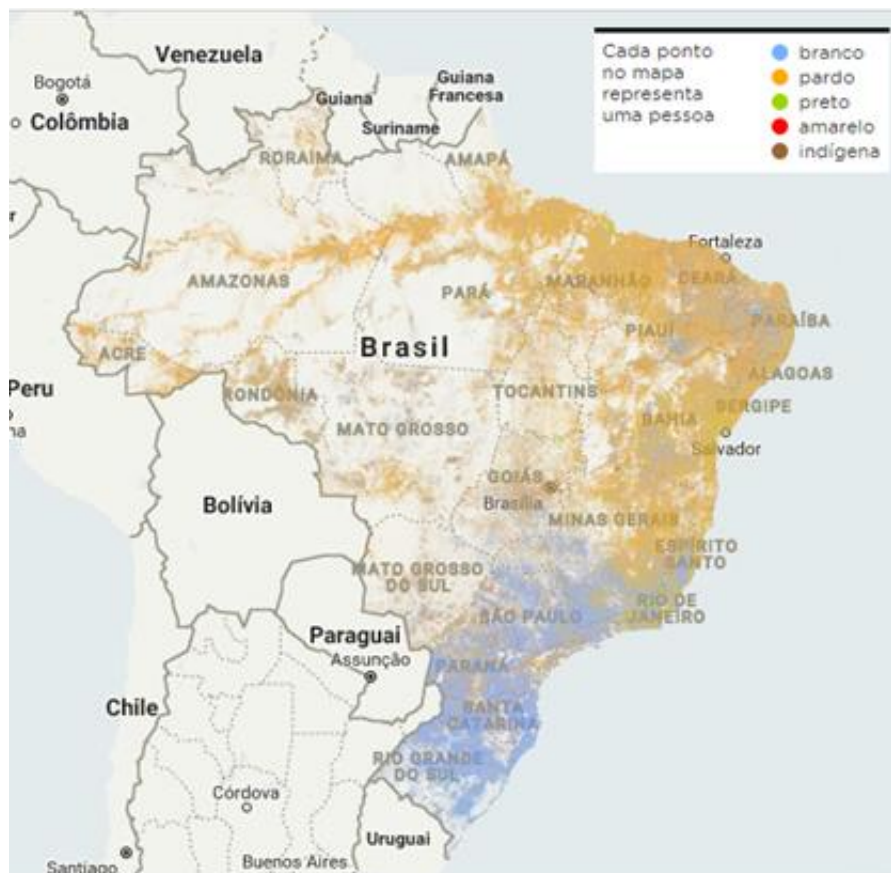 Venezuela
Bogotá
Colômbia
Guiana
Guiana
Francesa
Suriname
Cada ponto
no mapa
representa
uma pessoa
branco
pardo
preto
amarelo
indígena
RORAIMA
AMAPÁ
Fortaleza
AMAZONAS
PARÁ
MARANHÃO
CEARÁ
PIAUÍ
PARAÍBA
ACRE
Brasil
ALAGOAS
Peru
RONDÔNIA
TOCANTINS
SERGIPE
BAHIA
MATO GROSSO
Salvador
GOIÁS
Brasília
Bolívia
MINAS GERAIS
ESPÍRITO
SANTO
MATO GROSSO
DO SUL
SÃO PAULO
RIO DE
JANEIRO
Paraguai
Assunção
PARANÁ
Chile
SANTA
CATARINA
RIO GRANDE
DO SUL
Córdova
Uruguai
Buenos Aires
Santiago